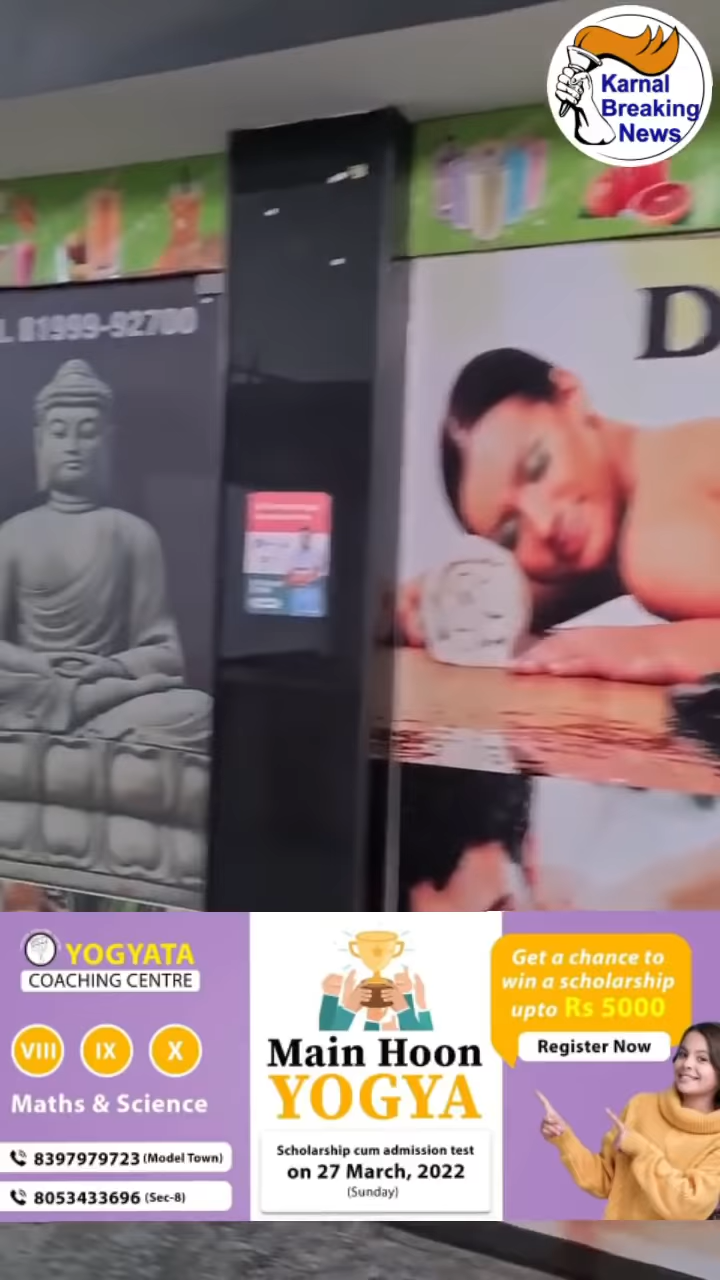 Karnal
Breaking
News
81999-92700
D
YOGYATA
COACHING CENTRE
VIII IX X
Maths & Science
8397979723 (Model Town)
8053433696 (Sec-8)
Main Hoon
YOGYA
Scholarship cum admission test
on 27 March, 2022
(Sunday)
Get a chance to
win a scholarship
upto Rs 5000
Register Now